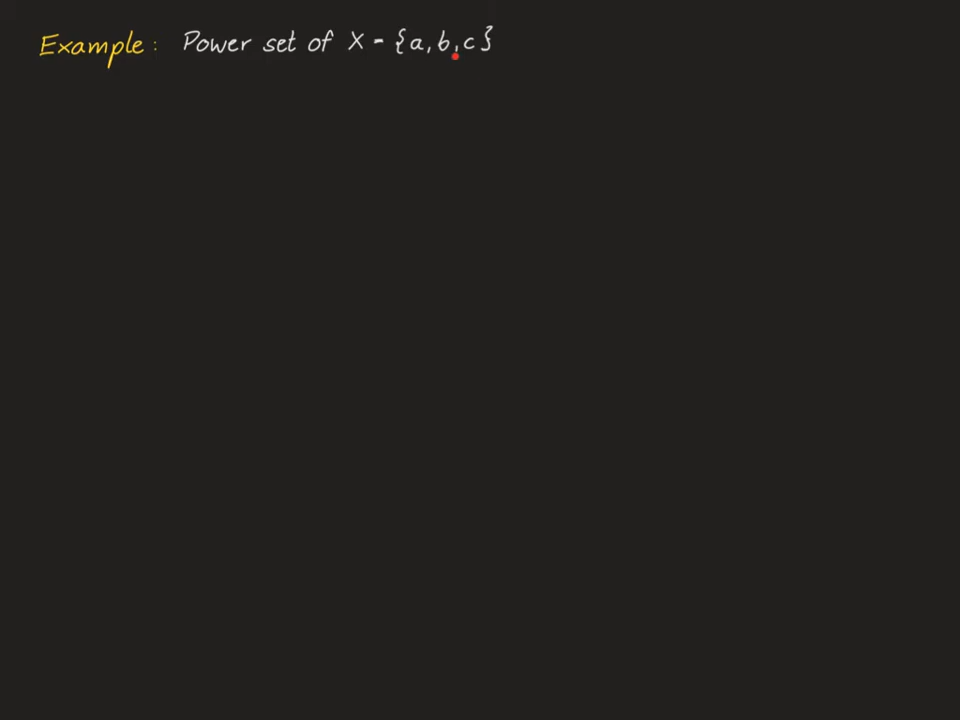 Example: Power set of X = {a, b, c}